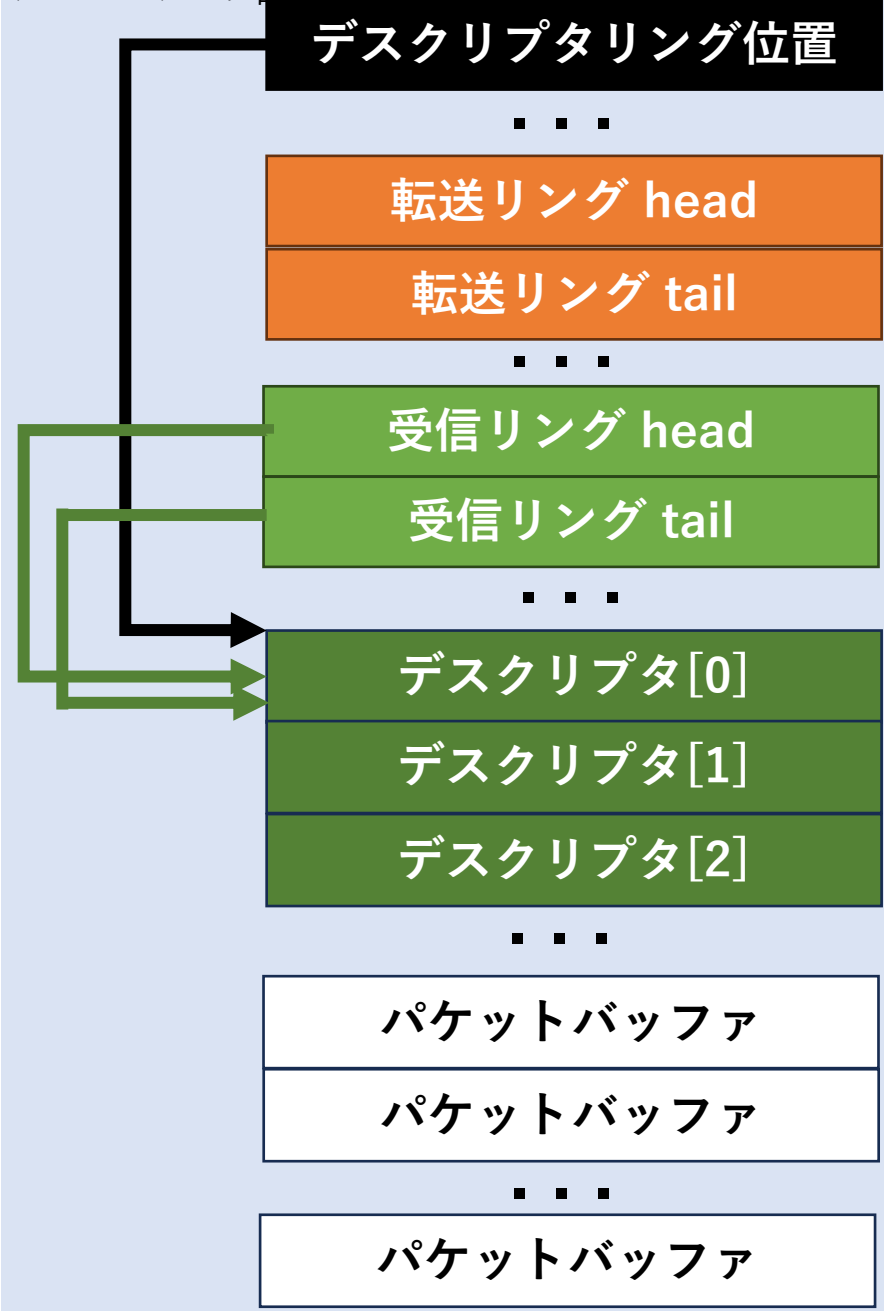 デスクリプタリング位置
・・・
転送リング head
転送リング tail
・・・
受信リング head
受信リング tail
・・・
デスクリプタ[0]
デスクリプタ[1]
デスクリプタ[2]
・・・
パケットバッファ
パケットバッファ
・・・
パケットバッファ